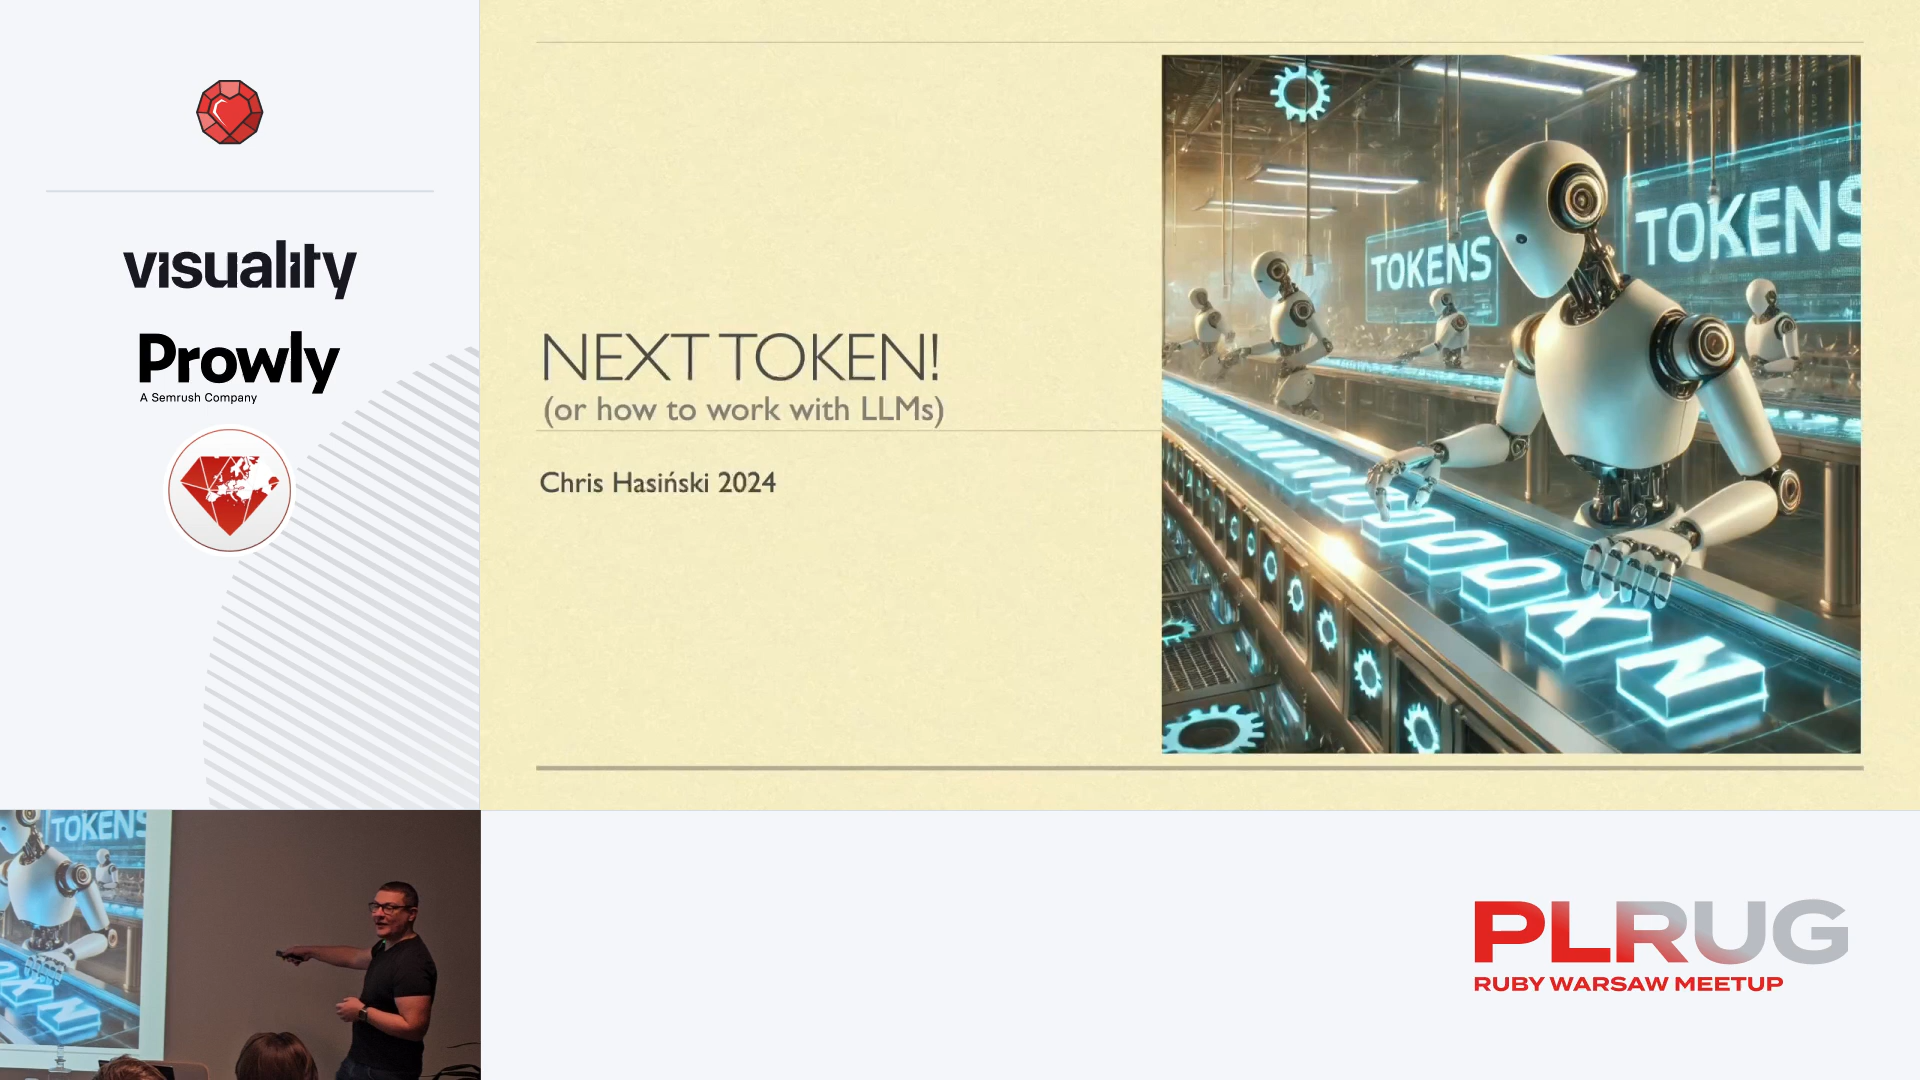 visuality
Prowly
A Semrush Company
NEXT TOKEN!
(or how to work with LLMs)
Chris Hasiński 2024
TOKENS
TOKENS
TOKENS
PLRUG
RUBY WARSAW MEETUP